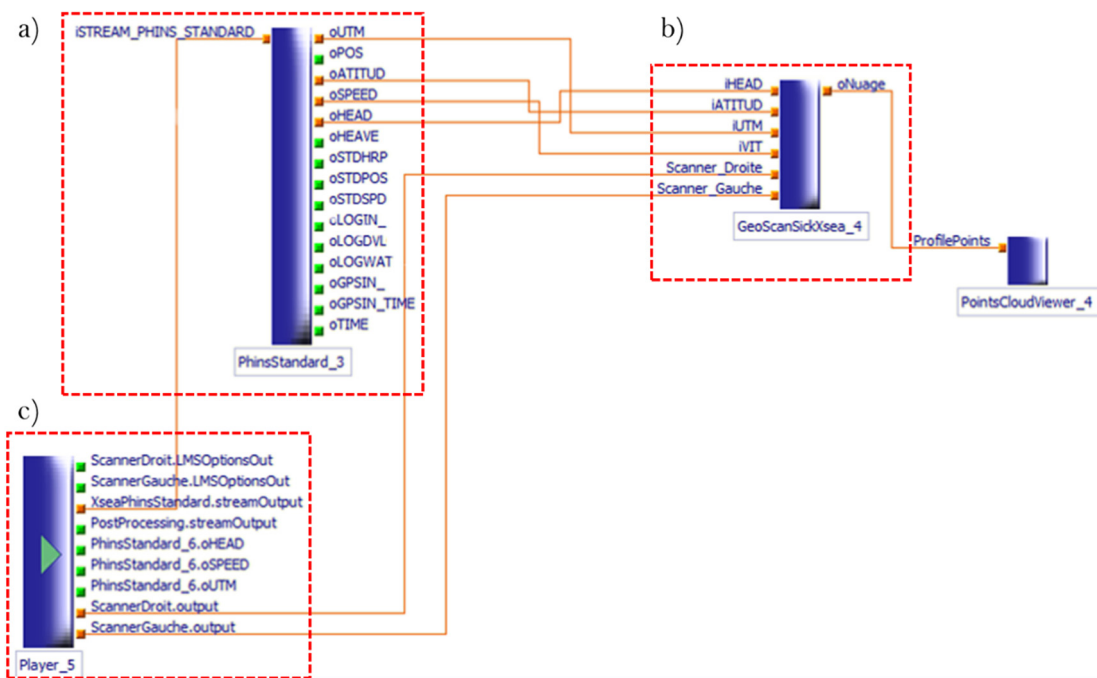 a)
iSTREAM_PHINS_STANDARD
oUTM
oPOS
oATITUD
oSPEED
oHEAD
oHEAVE
oSTDHRP
oSTDPOS
oSTDSPD
oLOGIN_
oLOGDVL
oLOGWAT
oGPSIN_
oGPSIN_TIME
oTIME
PhinsStandard_3
b)
iHEAD
iATITUD
iUTM
iVIT
Scanner_Droite
Scanner_Gauche
oNuage
GeoScanSickXsea_4
ProfilePoints
PointsCloudViewer_4
c)
ScannerDroit.LMSOptionsOut
ScannerGauche.LMSOptionsOut
XseaPhinsStandard.streamOutput
PostProcessing.streamOutput
PhinsStandard_6.oHEAD
PhinsStandard_6.oSPEED
PhinsStandard_6.oUTM
ScannerDroit.output
ScannerGauche.output
Player_5